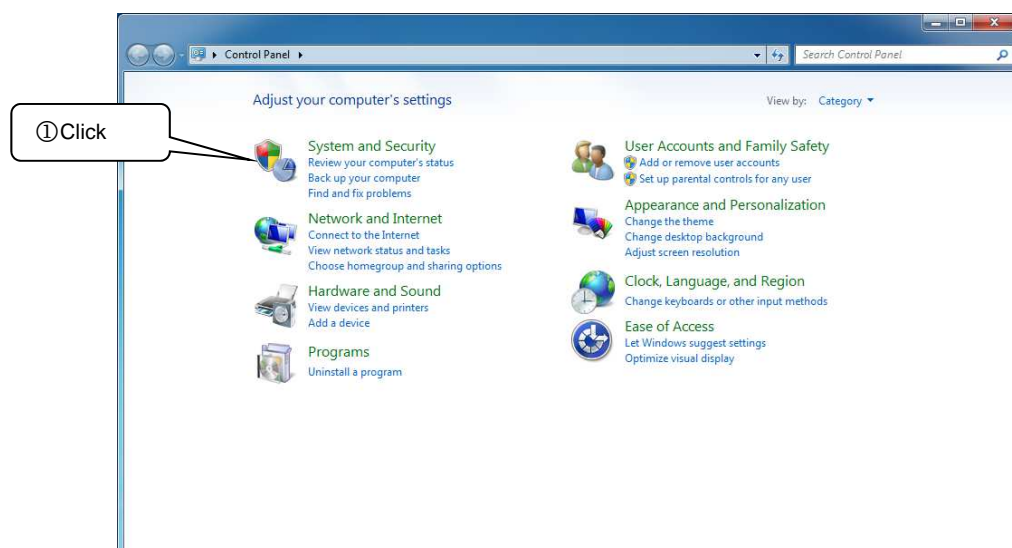 Control Panel
Search Control Panel
Adjust your computer's settings
View by: Category
①Click
System and Security
Review your computer's status
Back up your computer
Find and fix problems
Network and Internet
Connect to the Internet
View network status and tasks
Choose homegroup and sharing options
Hardware and Sound
View devices and printers
Add a device
Programs
Uninstall a program
User Accounts and Family Safety
Add or remove user accounts
Set up parental controls for any user
Appearance and Personalization
Change the theme
Change desktop background
Adjust screen resolution
Clock, Language, and Region
Change keyboards or other input methods
Ease of Access
Let Windows suggest settings
Optimize visual display